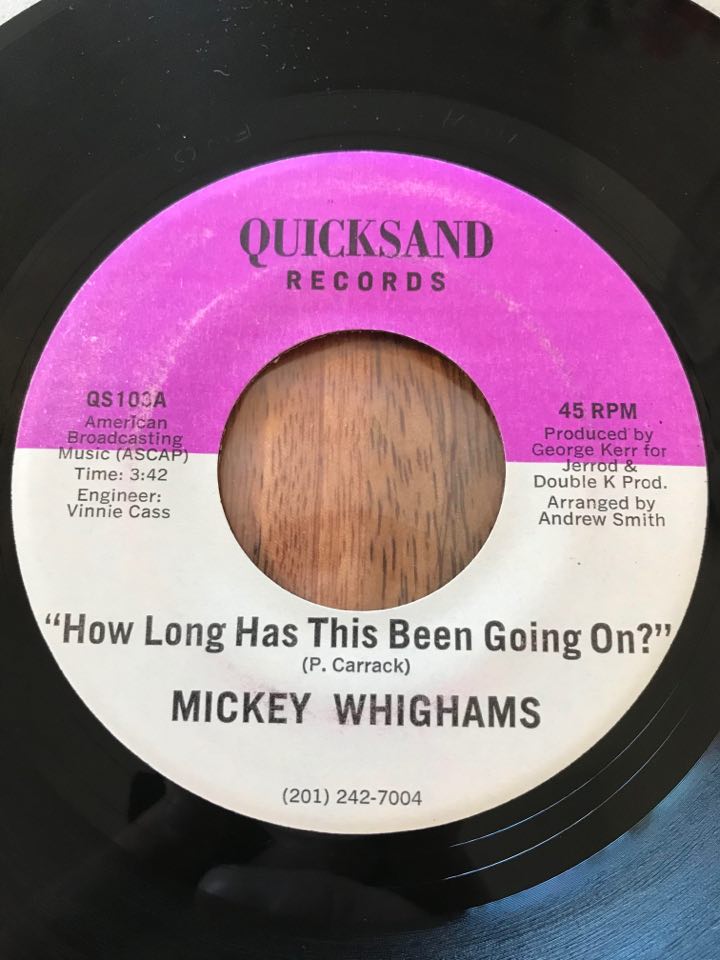 QUICKSAND
RECORDS
QS103A
American
Broadcasting
Music (ASCAP)
Time: 3:42
Engineer:
Vinnie Cass
45 RPM
Produced by
George Kerr for
Jerrod &
Double K Prod.
Arranged by
Andrew Smith
"How Long Has This Been Going On?"
(P. Carrack)
MICKEY WHIGHAMS
(201) 242-7004